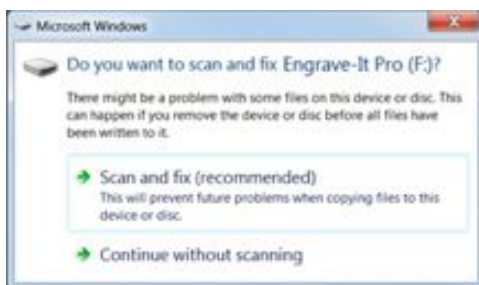 Microsoft Windows
Do you want to scan and fix Engrave-It Pro (F:)?
There might be a problem with some files on this device or disc. This
can happen if you remove the device or disc before all files have
been written to it.
Scan and fix (recommended)
This will prevent future problems when copying files to this
device or disc.
Continue without scanning